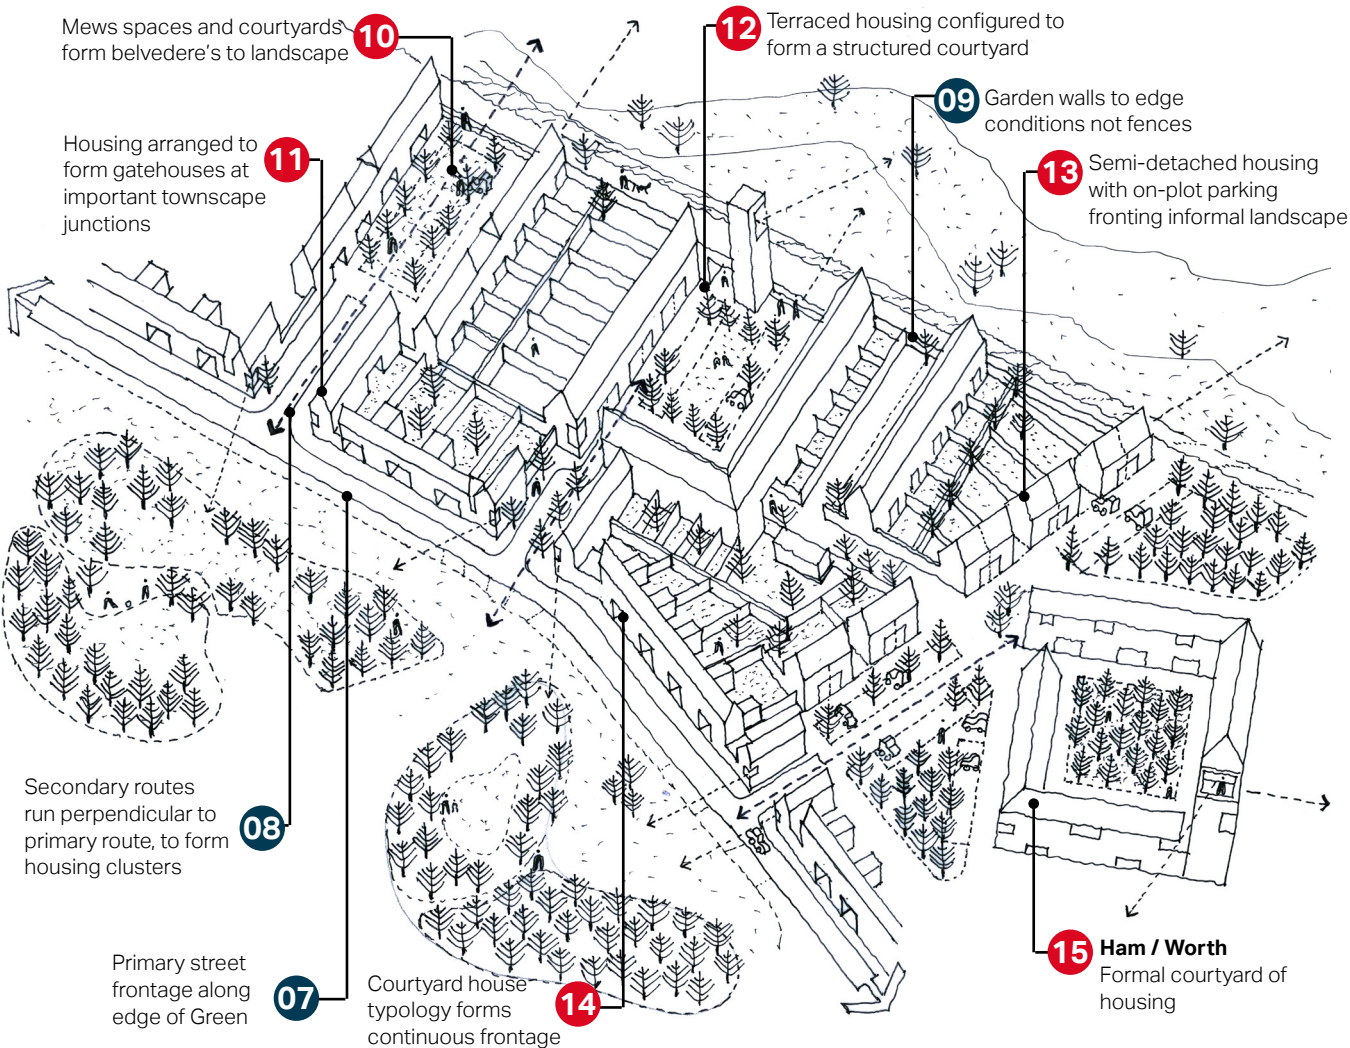 10
Mews spaces and courtyards
form belvedere's to landscape
12
Terraced housing configured to
form a structured courtyard
09
Garden walls to edge
conditions not fences
11
Housing arranged to
form gatehouses at
important townscape
junctions
13
Semi-detached housing
with on-plot parking
fronting informal landscape
08
Secondary routes
run perpendicular to
primary route, to form
housing clusters
07
Primary street
frontage along
edge of Green
14
Courtyard house
typology forms
continuous frontage
15
Ham / Worth
Formal courtyard of
housing